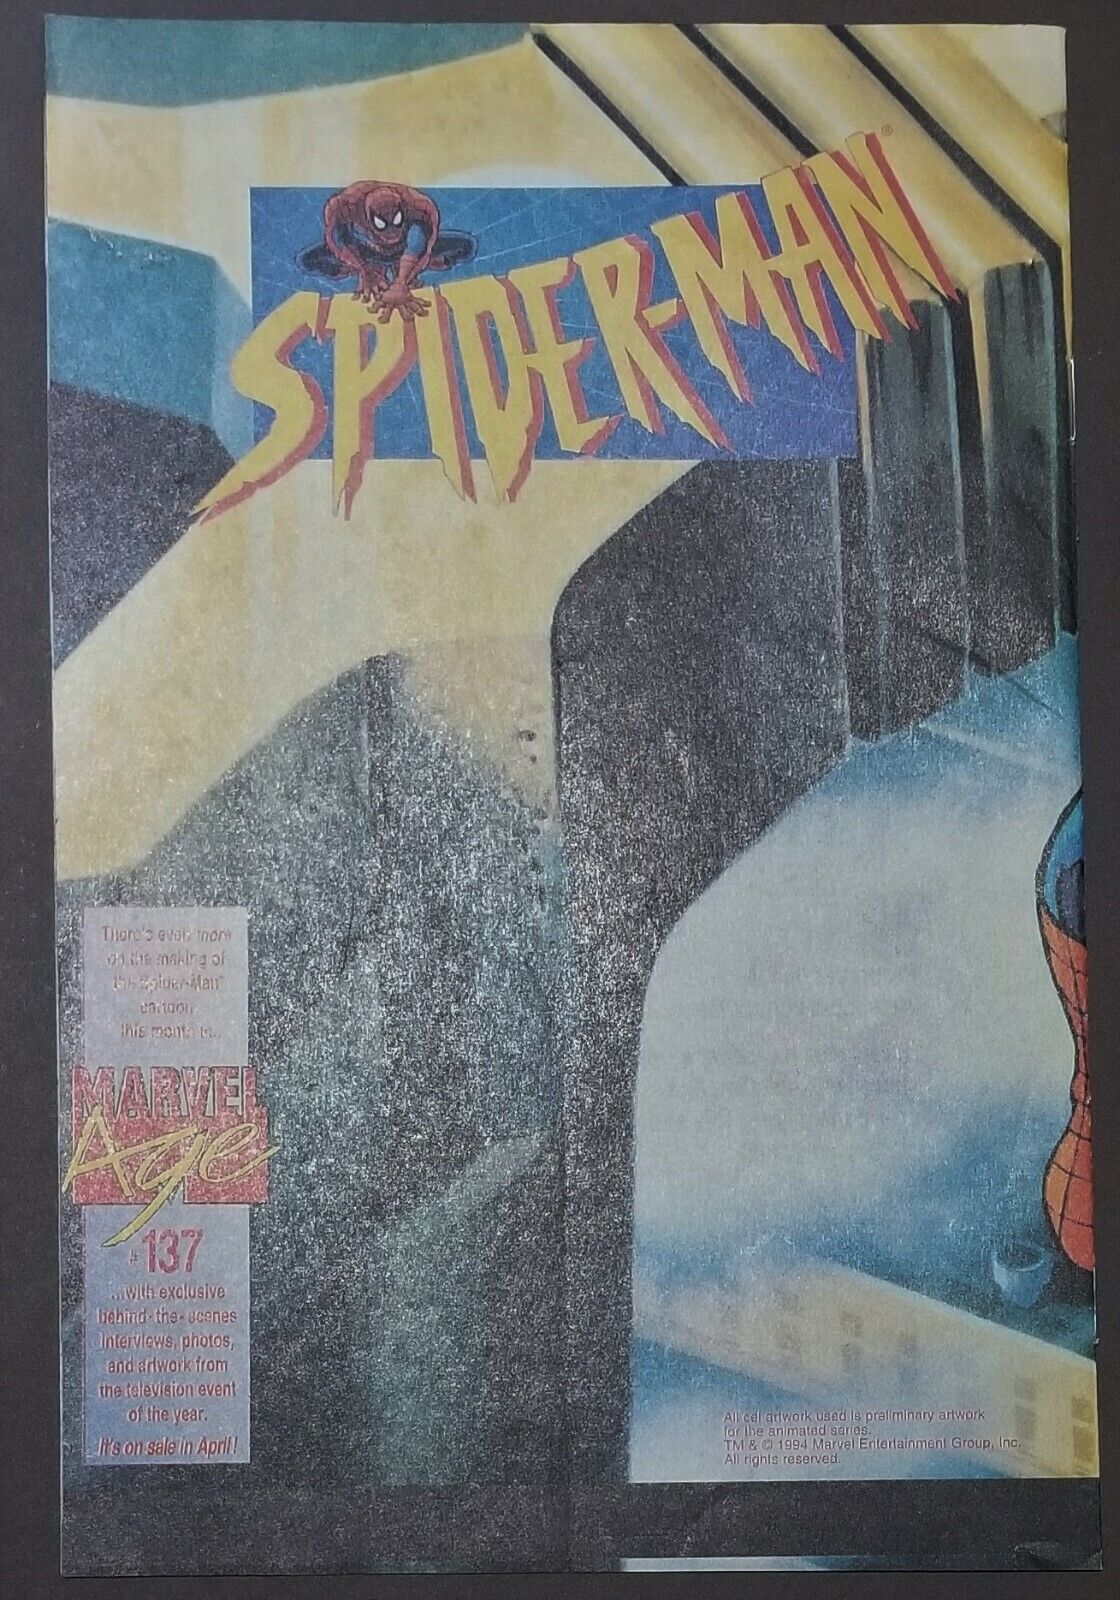 SPIDER-MAN®
There's even more
on the making of
the Spider-Man®
cartoon
this month in...
MARVEL
Age
# 137
...with exclusive
behind-the-scenes
interviews, photos,
and artwork from
the television event
of the year.
It's on sale in April!
All cel artwork used is preliminary artwork
for the animated series.
TM & © 1994 Marvel Entertainment Group, Inc.
All rights reserved.